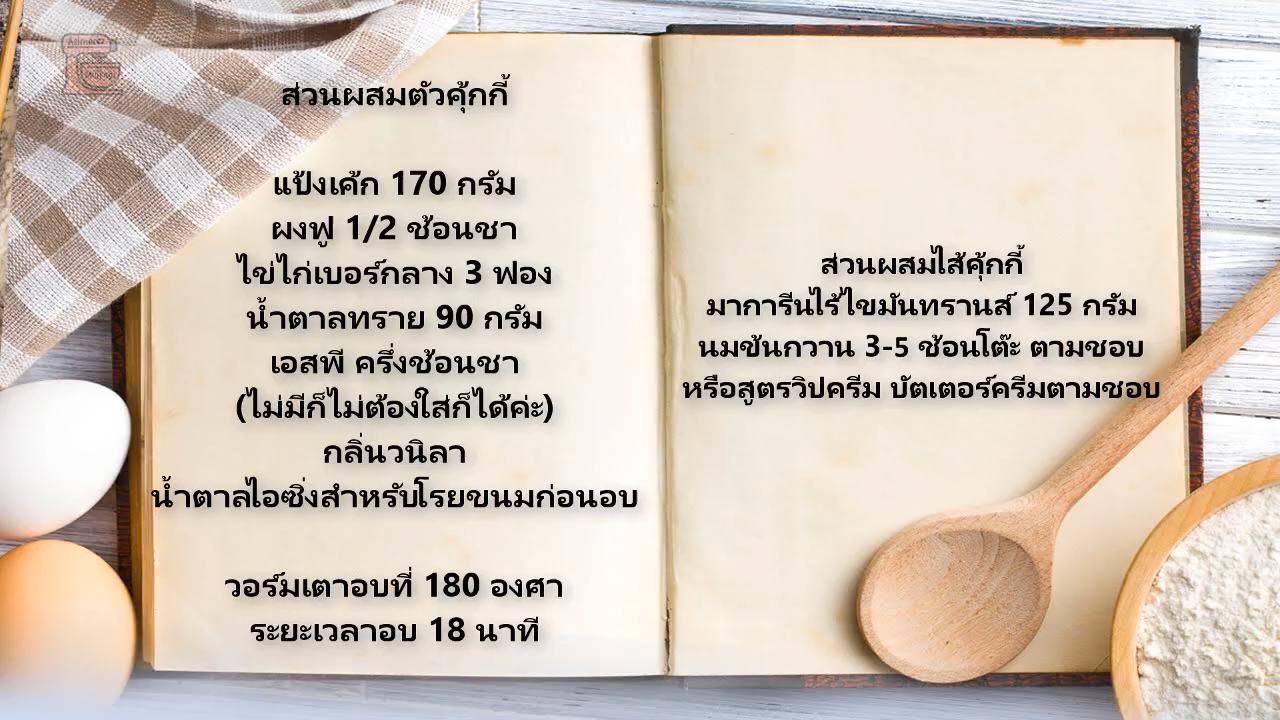 ส่วนผสมตัวคุ้กกี้
แป้งเค้ก 170 กรัม
ผงฟู 1/2 ช้อนชา
ไข่ไก่เบอร์กลาง 3 ฟอง
น้ำตาลทราย 90 กรัม
เอสพี ครึ่งช้อนชา
(ไม่มีก็ไม่ต้องใส่ก็ได้ค่ะ)
กลิ่นวนิลา
น้ำตาลไอซิ่งสำหรับโรยขนมก่อนอบ
วอร์มเตาอบที่ 180 องศา
ระยะเวลาอบ 18 นาที
ส่วนผสมไส้คุ้กกี้
มาการีนไร้ไขมันทรานส์ 125 กรัม
นมข้นกวาน 3-5 ช้อนโต๊ะ ตามชอบ
หรือสูตรวิปครีม บัตเตอร์ครีมตามชอบ